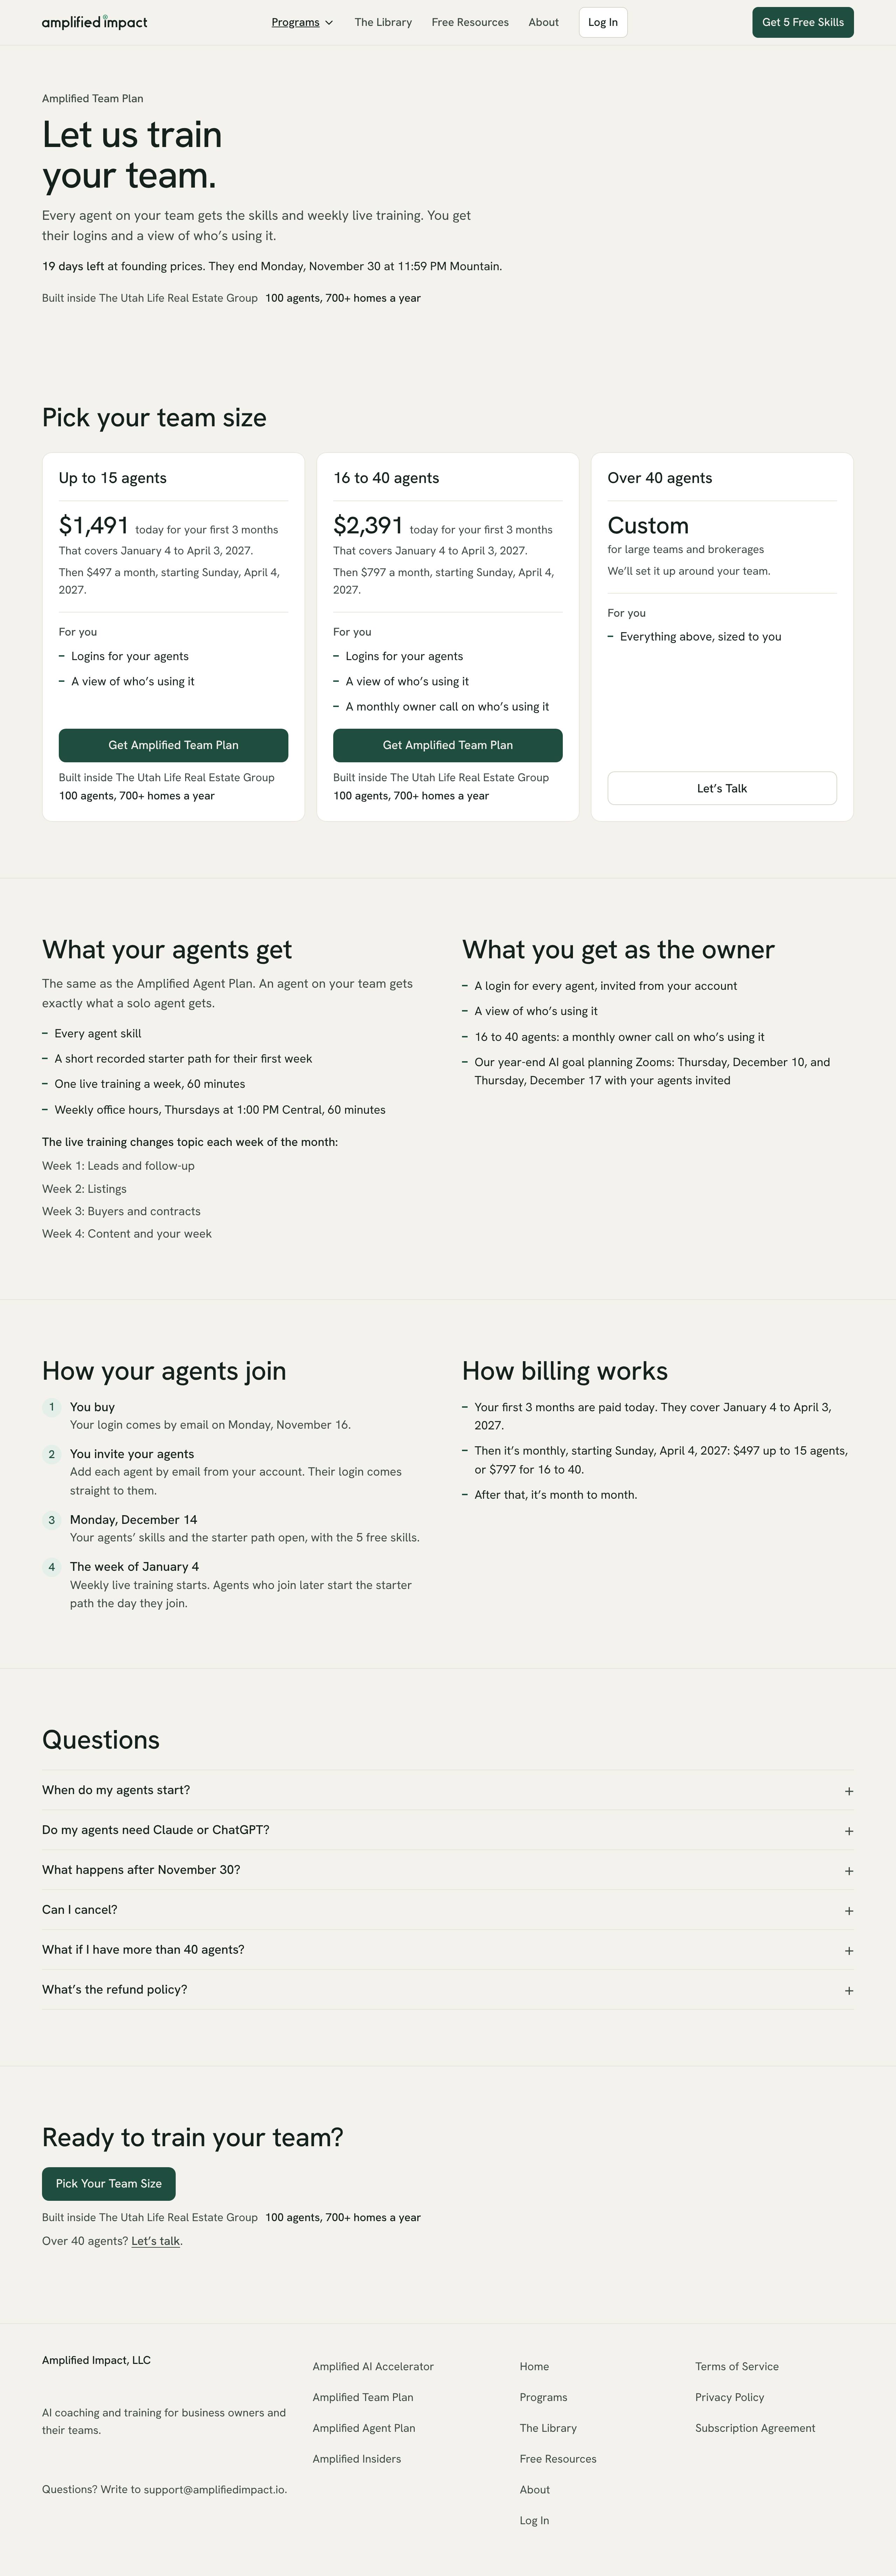 amplified impact
Programs
The Library
Free Resources
About
Log In
Get 5 Free Skills
Amplified Team Plan
Let us train
your team.
Every agent on your team gets the skills and weekly live training. You get
their logins and a view of who’s using it.
19 days left at founding prices. They end Monday, November 30 at 11:59 PM Mountain.
Built inside The Utah Life Real Estate Group 100 agents, 700+ homes a year
Pick your team size
Up to 15 agents
$1,491 today for your first 3 months
That covers January 4 to April 3, 2027.
Then $497 a month, starting Sunday, April 4,
2027.
For you
– Logins for your agents
– A view of who’s using it
Get Amplified Team Plan
Built inside The Utah Life Real Estate Group
100 agents, 700+ homes a year
16 to 40 agents
$2,391 today for your first 3 months
That covers January 4 to April 3, 2027.
Then $797 a month, starting Sunday, April 4,
2027.
For you
– Logins for your agents
– A view of who’s using it
– A monthly owner call on who’s using it
Get Amplified Team Plan
Built inside The Utah Life Real Estate Group
100 agents, 700+ homes a year
Over 40 agents
Custom
for large teams and brokerages
We’ll set it up around your team.
For you
– Everything above, sized to you
Let’s Talk
What your agents get
The same as the Amplified Agent Plan. An agent on your team gets
exactly what a solo agent gets.
– Every agent skill
– A short recorded starter path for their first week
– One live training a week, 60 minutes
– Weekly office hours, Thursdays at 1:00 PM Central, 60 minutes
The live training changes topic each week of the month:
Week 1: Leads and follow-up
Week 2: Listings
Week 3: Buyers and contracts
Week 4: Content and your week
What you get as the owner
– A login for every agent, invited from your account
– A view of who’s using it
– 16 to 40 agents: a monthly owner call on who’s using it
– Our year-end AI goal planning Zooms: Thursday, December 10, and
Thursday, December 17 with your agents invited
How your agents join
1 You buy
Your login comes by email on Monday, November 16.
2 You invite your agents
Add each agent by email from your account. Their login comes
straight to them.
3 Monday, December 14
Your agents’ skills and the starter path open, with the 5 free skills.
4 The week of January 4
Weekly live training starts. Agents who join later start the starter
path the day they join.
How billing works
– Your first 3 months are paid today. They cover January 4 to April 3,
2027.
– Then it’s monthly, starting Sunday, April 4, 2027: $497 up to 15 agents,
or $797 for 16 to 40.
– After that, it’s month to month.
Questions
When do my agents start? +
Do my agents need Claude or ChatGPT? +
What happens after November 30? +
Can I cancel? +
What if I have more than 40 agents? +
What’s the refund policy? +
Ready to train your team?
Pick Your Team Size
Built inside The Utah Life Real Estate Group 100 agents, 700+ homes a year
Over 40 agents? Let’s talk.
Amplified Impact, LLC
AI coaching and training for business owners and
their teams.
Questions? Write to support@amplifiedimpact.io.
Amplified AI Accelerator
Amplified Team Plan
Amplified Agent Plan
Amplified Insiders
Home
Programs
The Library
Free Resources
About
Log In
Terms of Service
Privacy Policy
Subscription Agreement